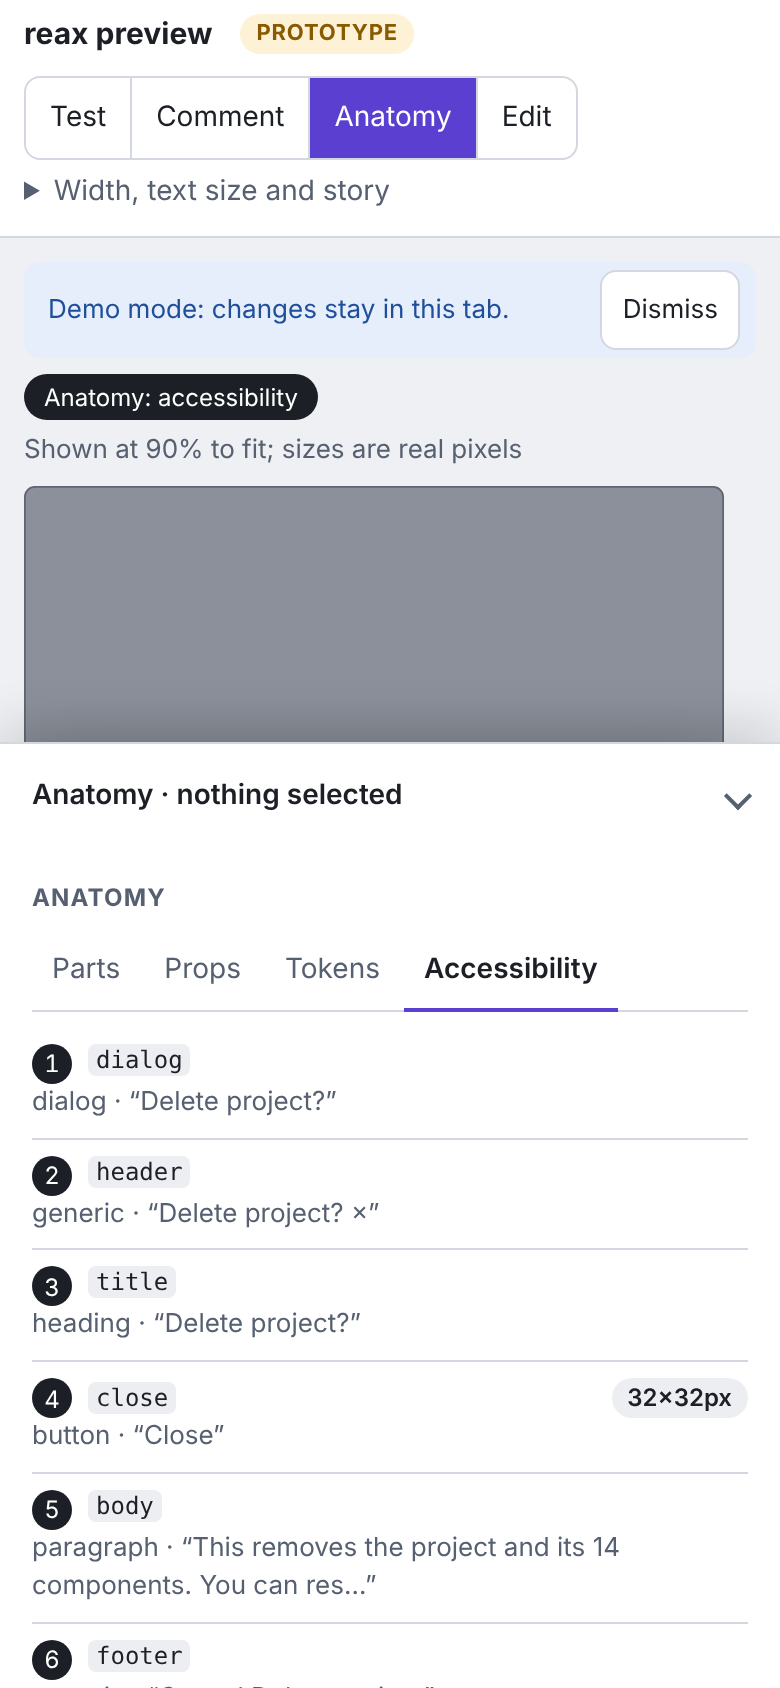 reax preview PROTOTYPE
Test Comment Anatomy Edit
Width, text size and story
Demo mode: changes stay in this tab. Dismiss
Anatomy: accessibility
Shown at 90% to fit; sizes are real pixels
Anatomy · nothing selected
ANATOMY
Parts Props Tokens Accessibility
1 dialog
dialog · “Delete project?”
2 header
generic · “Delete project? ×”
3 title
heading · “Delete project?”
4 close 32×32px
button · “Close”
5 body
paragraph · “This removes the project and its 14
components. You can res...”
6 footer